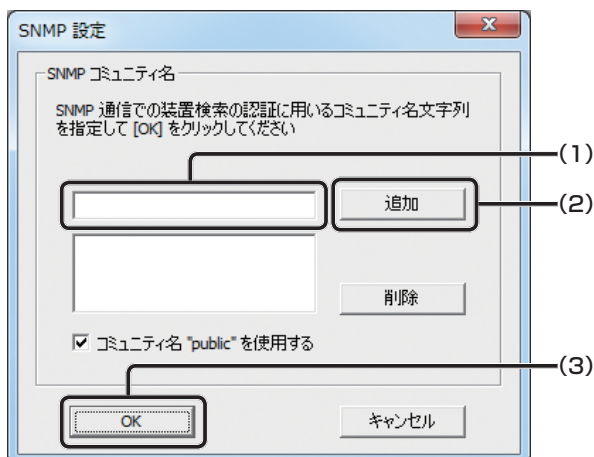 SNMP 設定
SNMP コミュニティ名
SNMP 通信での装置検索の認証に用いるコミュニティ名文字列
を指定して [OK] をクリックしてください
(1)
追加
(2)
削除
コミュニティ名 "public" を使用する
(3)
OK
キャンセル